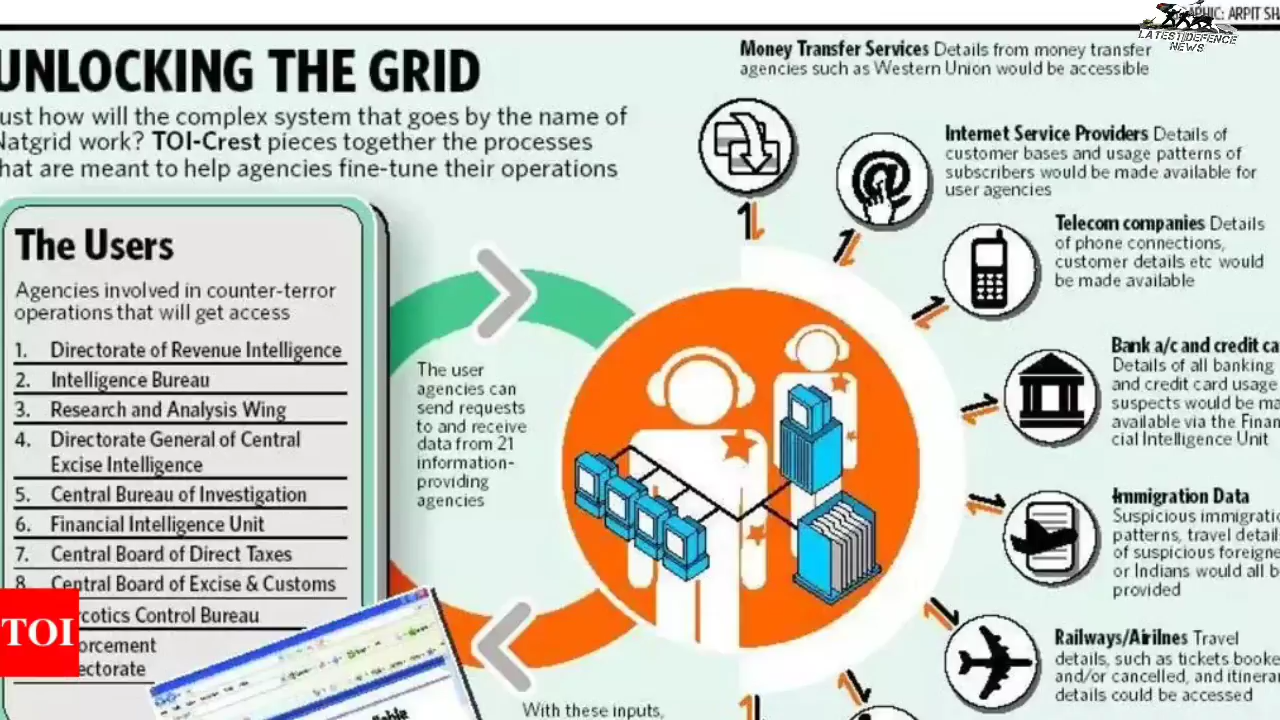 APHIC: ARPIT SH
LATEST DEFENCE
NEWS
UNLOCKING THE GRID
ust how will the complex system that goes by the name of
Natgrid work? TOI-Crest pieces together the processes
hat are meant to help agencies fine-tune their operations
The Users
Agencies involved in counter-terror
operations that will get access
1. Directorate of Revenue Intelligence
2. Intelligence Bureau
3. Research and Analysis Wing
4. Directorate General of Central
Excise Intelligence
5. Central Bureau of Investigation
6. Financial Intelligence Unit
7. Central Board of Direct Taxes
8. Central Board of Excise & Customs
rcotics Control Bureau
orcement
ectorate
TOI
The user
agencies can
send requests
to and receive
data from 21
information-
providing
agencies
With these inputs,
Money Transfer Services Details from money transfer
agencies such as Western Union would be accessible
Internet Service Providers Details of
customer bases and usage patterns of
subscribers would be made available for
user agencies
Telecom companies Details
of phone connections,
customer details etc would
be made available
Bank a/c and credit ca
Details of all banking
and credit card usage
suspects would be ma
available via the Finan
cial Intelligence Unit
Immigration Data
Suspicious immigratio
patterns, travel detail
of suspicious foreigne
or Indians would all b
provided
Railways/Airilnes Travel
details, such as tickets booke
and/or cancelled, and itinerar
details could be accessed